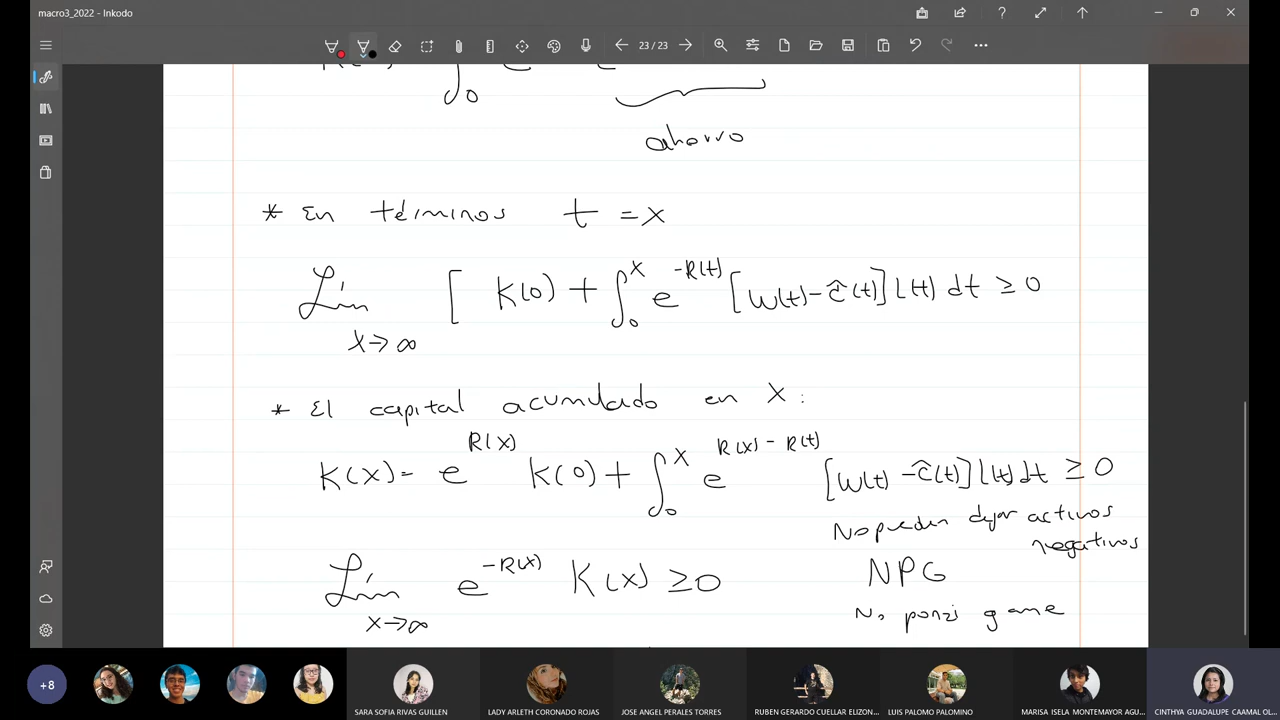 macro3_2022 - Inkodo
23 / 23
ahorro
* En términos t = x
Lím [ K(0) + ∫₀ˣ e^{-R(t)} [w(t) - ĉ(t)] L(t) dt ≥ 0
x→∞
* El capital acumulado en x :
K(x) = e^{R(x)} K(0) + ∫₀ˣ e^{R(x) - R(t)} [w(t) - ĉ(t)] L(t) dt ≥ 0
No pueden dejar activos
negativos
Lím e^{-R(x)} K(x) ≥ 0 NPG
x→∞ No ponzi game
+8
SARA SOFIA RIVAS GUILLEN
LADY ARLETH CORONADO ROJAS
JOSE ANGEL PERALES TORRES
RUBEN GERARDO CUELLAR ELIZON...
LUIS PALOMO PALOMINO
MARISA ISELA MONTEMAYOR AGU...
CINTHYA GUADALUPE CAAMAL OL...